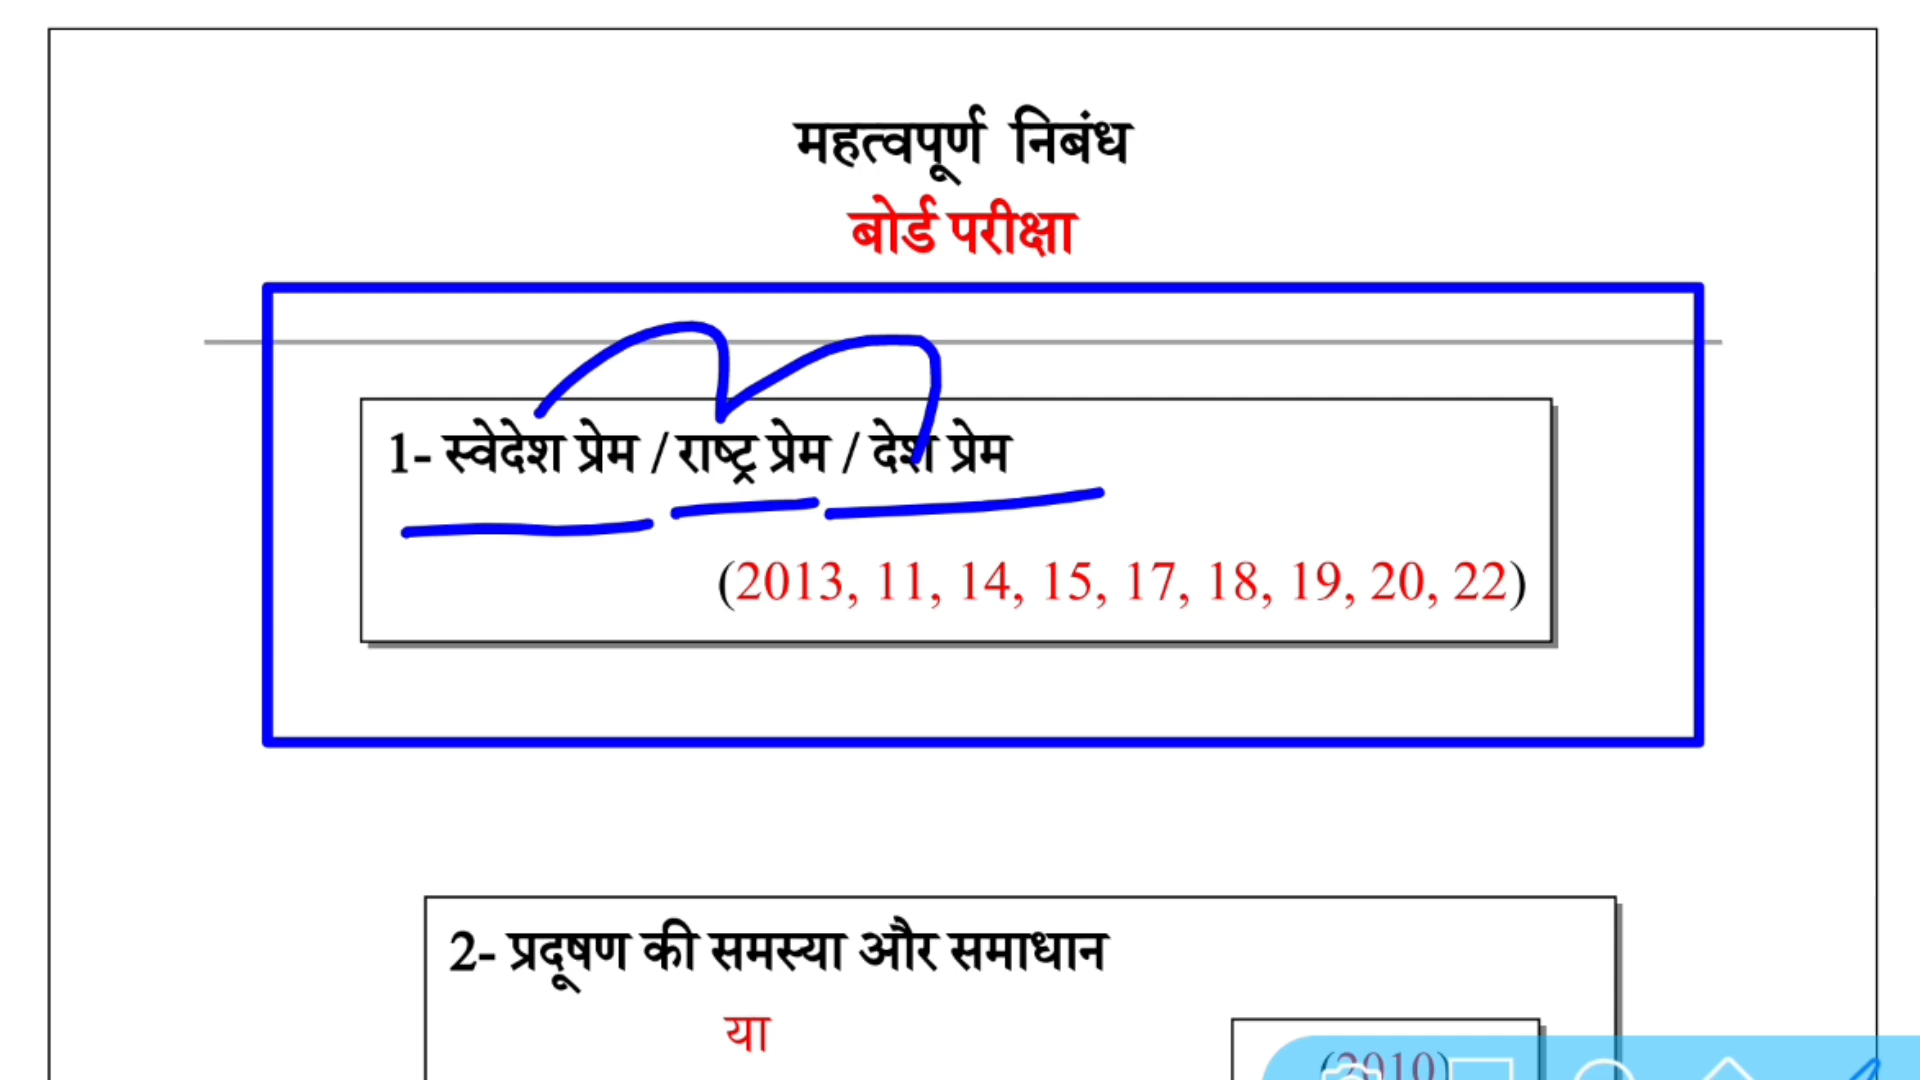 महत्वपूर्ण निबंध
बोर्ड परीक्षा
1- स्वेदेश प्रेम / राष्ट्र प्रेम / देश प्रेम
(2013, 11, 14, 15, 17, 18, 19, 20, 22)
2- प्रदूषण की समस्या और समाधान
या
(2010)